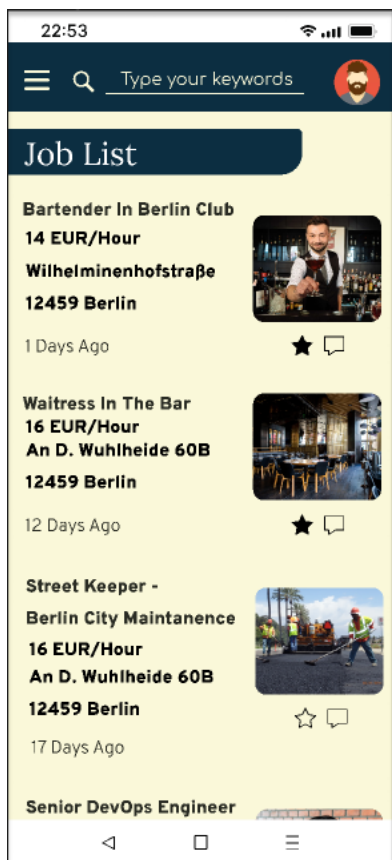 22:53
Type your keywords
Job List
Bartender In Berlin Club
14 EUR/Hour
Wilhelminenhofstraße
12459 Berlin
1 Days Ago
Waitress In The Bar
16 EUR/Hour
An D. Wuhlheide 60B
12459 Berlin
12 Days Ago
Street Keeper -
Berlin City Maintanence
16 EUR/Hour
An D. Wuhlheide 60B
12459 Berlin
17 Days Ago
Senior DevOps Engineer